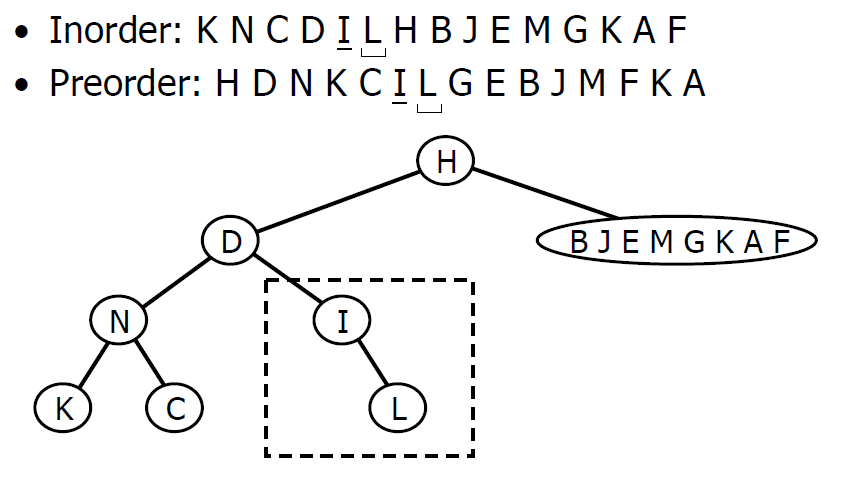 • Inorder: K N C D I L H B J E M G K A F
• Preorder: H D N K C I L G E B J M F K A
H
D
B J E M G K A F
N
I
K
C
L